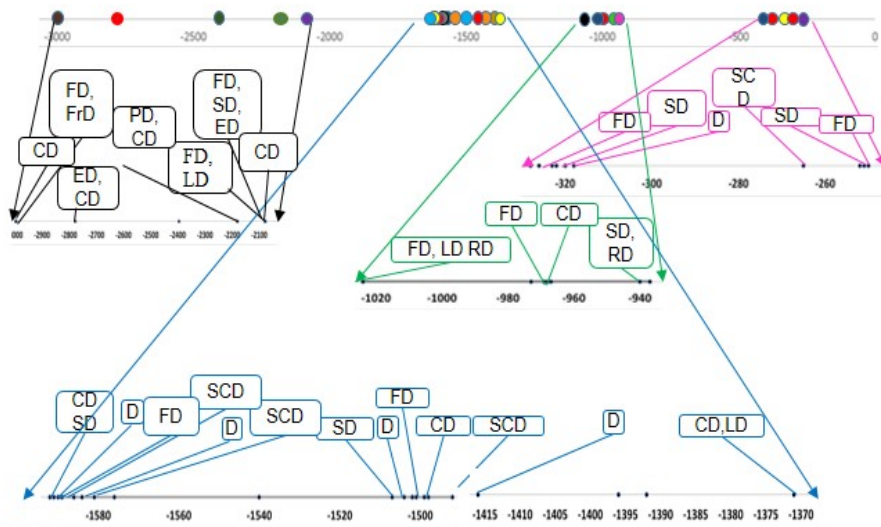 -3000 -2500 -2000 -1500 -1000 -500 0
FD,
FrD
PD,
CD
FD,
SD,
ED
CD
ED,
CD
FD,
LD
CD
000 -2900 -2800 -2700 -2600 -2500 -2400 -2300 -2200 -2100
FD
SD
D
SC
D
SD
FD
-320 -300 -280 -260
FD, LD RD
FD
CD
SD,
RD
-1020 -1000 -980 -960 -940
CD
SD
D
FD
SCD
D
SCD
SD
D
FD
CD
SCD
D
CD,LD
-1580 -1560 -1540 -1520 -1500
-1415 -1410 -1405 -1400 -1395 -1390 -1385 -1380 -1375 -1370